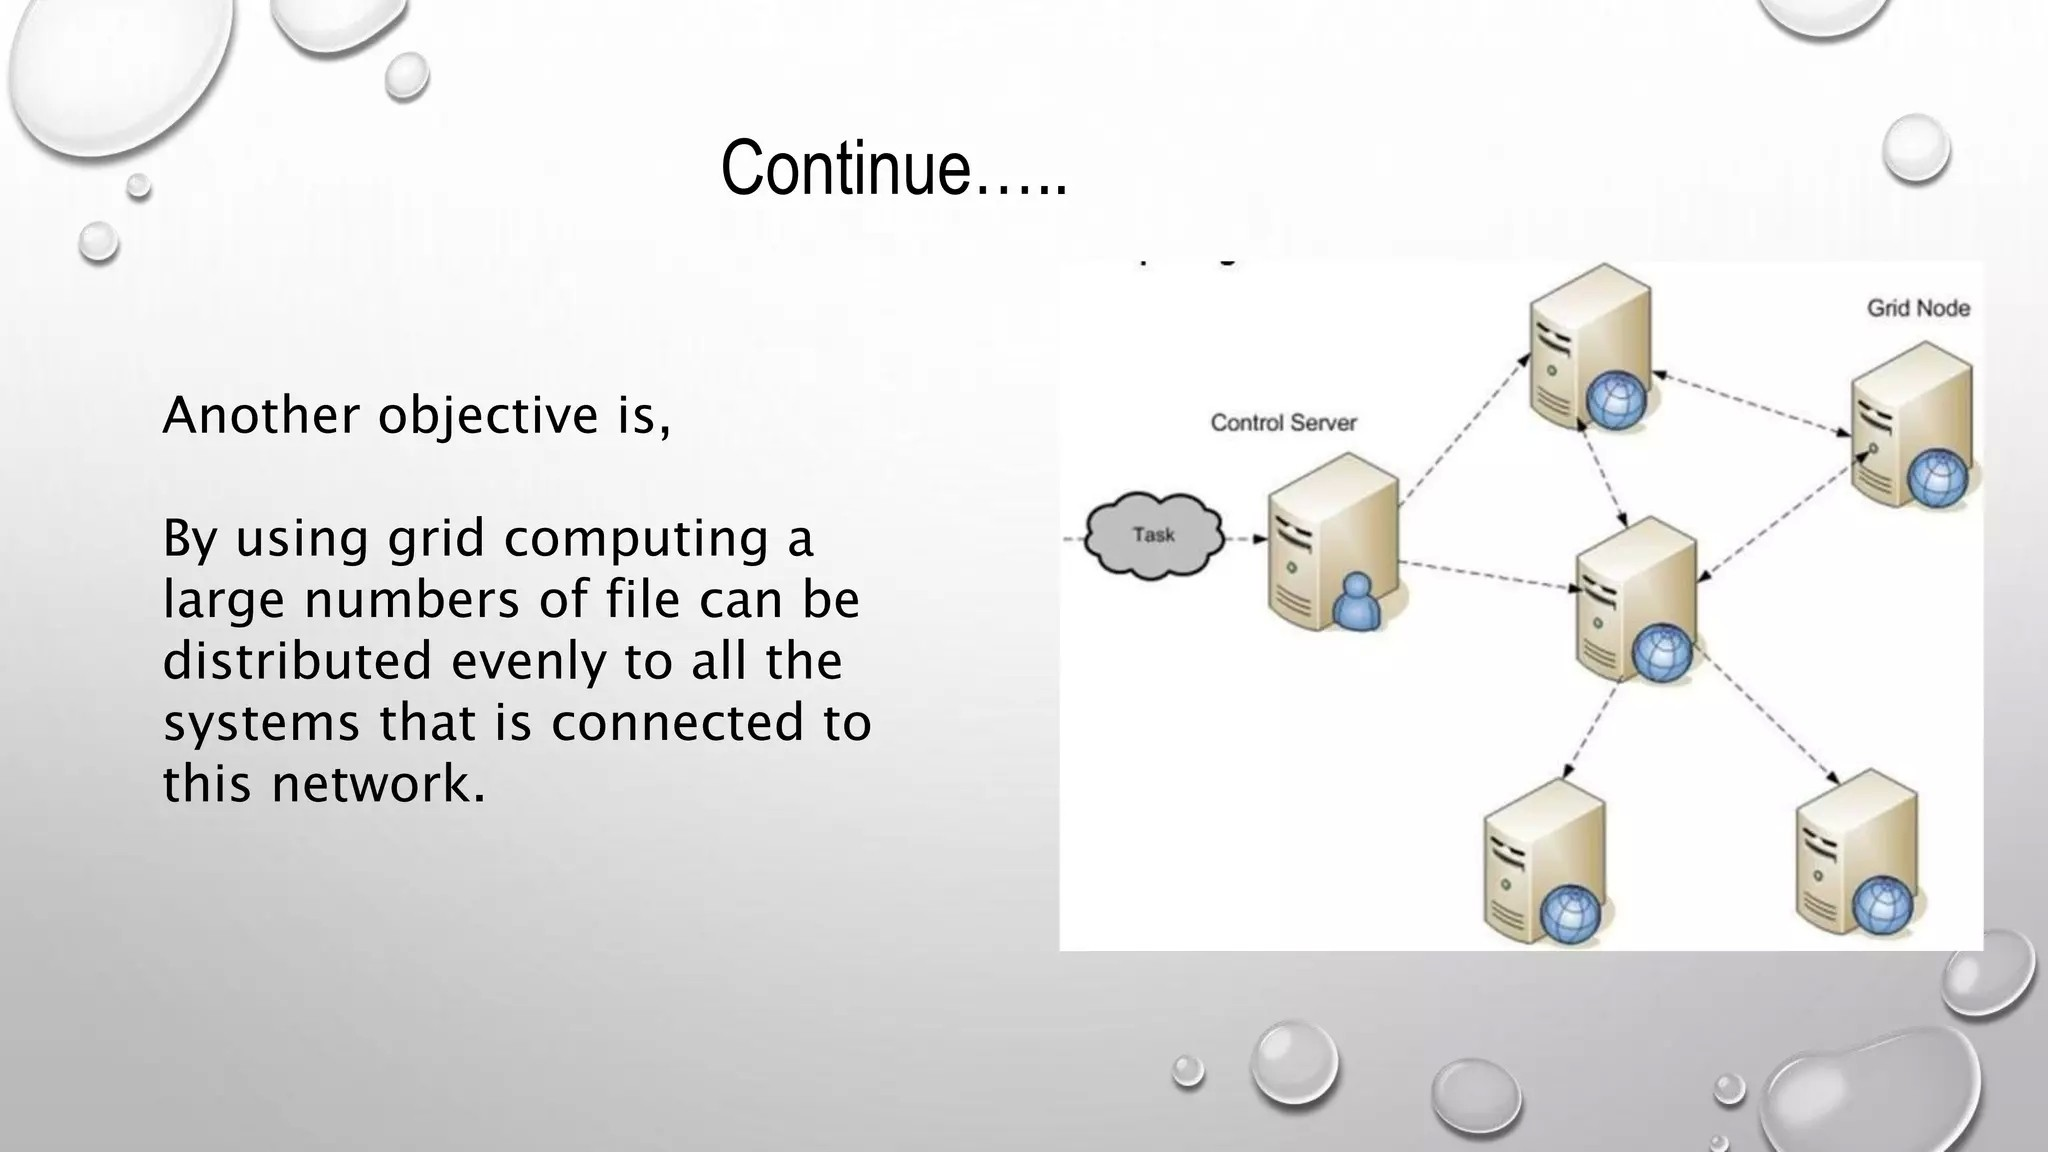 Continue…..
Another objective is,
By using grid computing a
large numbers of file can be
distributed evenly to all the
systems that is connected to
this network.
Grid Node
Control Server
Task